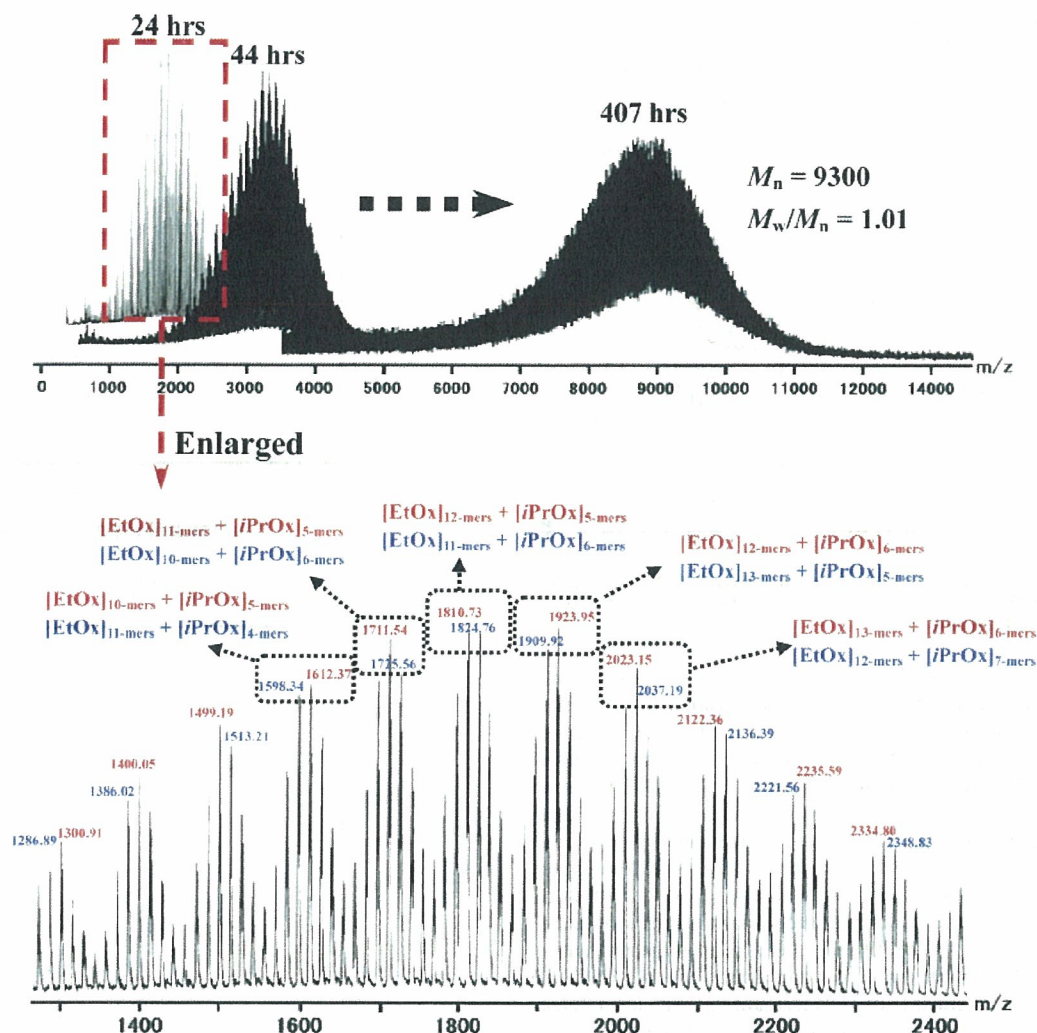 24 hrs
44 hrs
407 hrs
Mn = 9300
Mw/Mn = 1.01
m/z
0 1000 2000 3000 4000 5000 6000 7000 8000 9000 10000 11000 12000 13000 14000
Enlarged
[EtOx]11-mers + [iPrOx]5-mers
[EtOx]10-mers + [iPrOx]6-mers
[EtOx]12-mers + [iPrOx]5-mers
[EtOx]11-mers + [iPrOx]6-mers
[EtOx]12-mers + [iPrOx]6-mers
[EtOx]13-mers + [iPrOx]5-mers
[EtOx]10-mers + [iPrOx]5-mers
[EtOx]11-mers + [iPrOx]4-mers
[EtOx]13-mers + [iPrOx]6-mers
[EtOx]12-mers + [iPrOx]7-mers
1286.89
1300.91
1386.02
1400.05
1499.19
1513.21
1598.34
1612.37
1711.54
1725.56
1810.73
1824.76
1909.92
1923.95
2023.15
2037.19
2122.36
2136.39
2221.56
2235.59
2334.80
2348.83
m/z
1400 1600 1800 2000 2200 2400